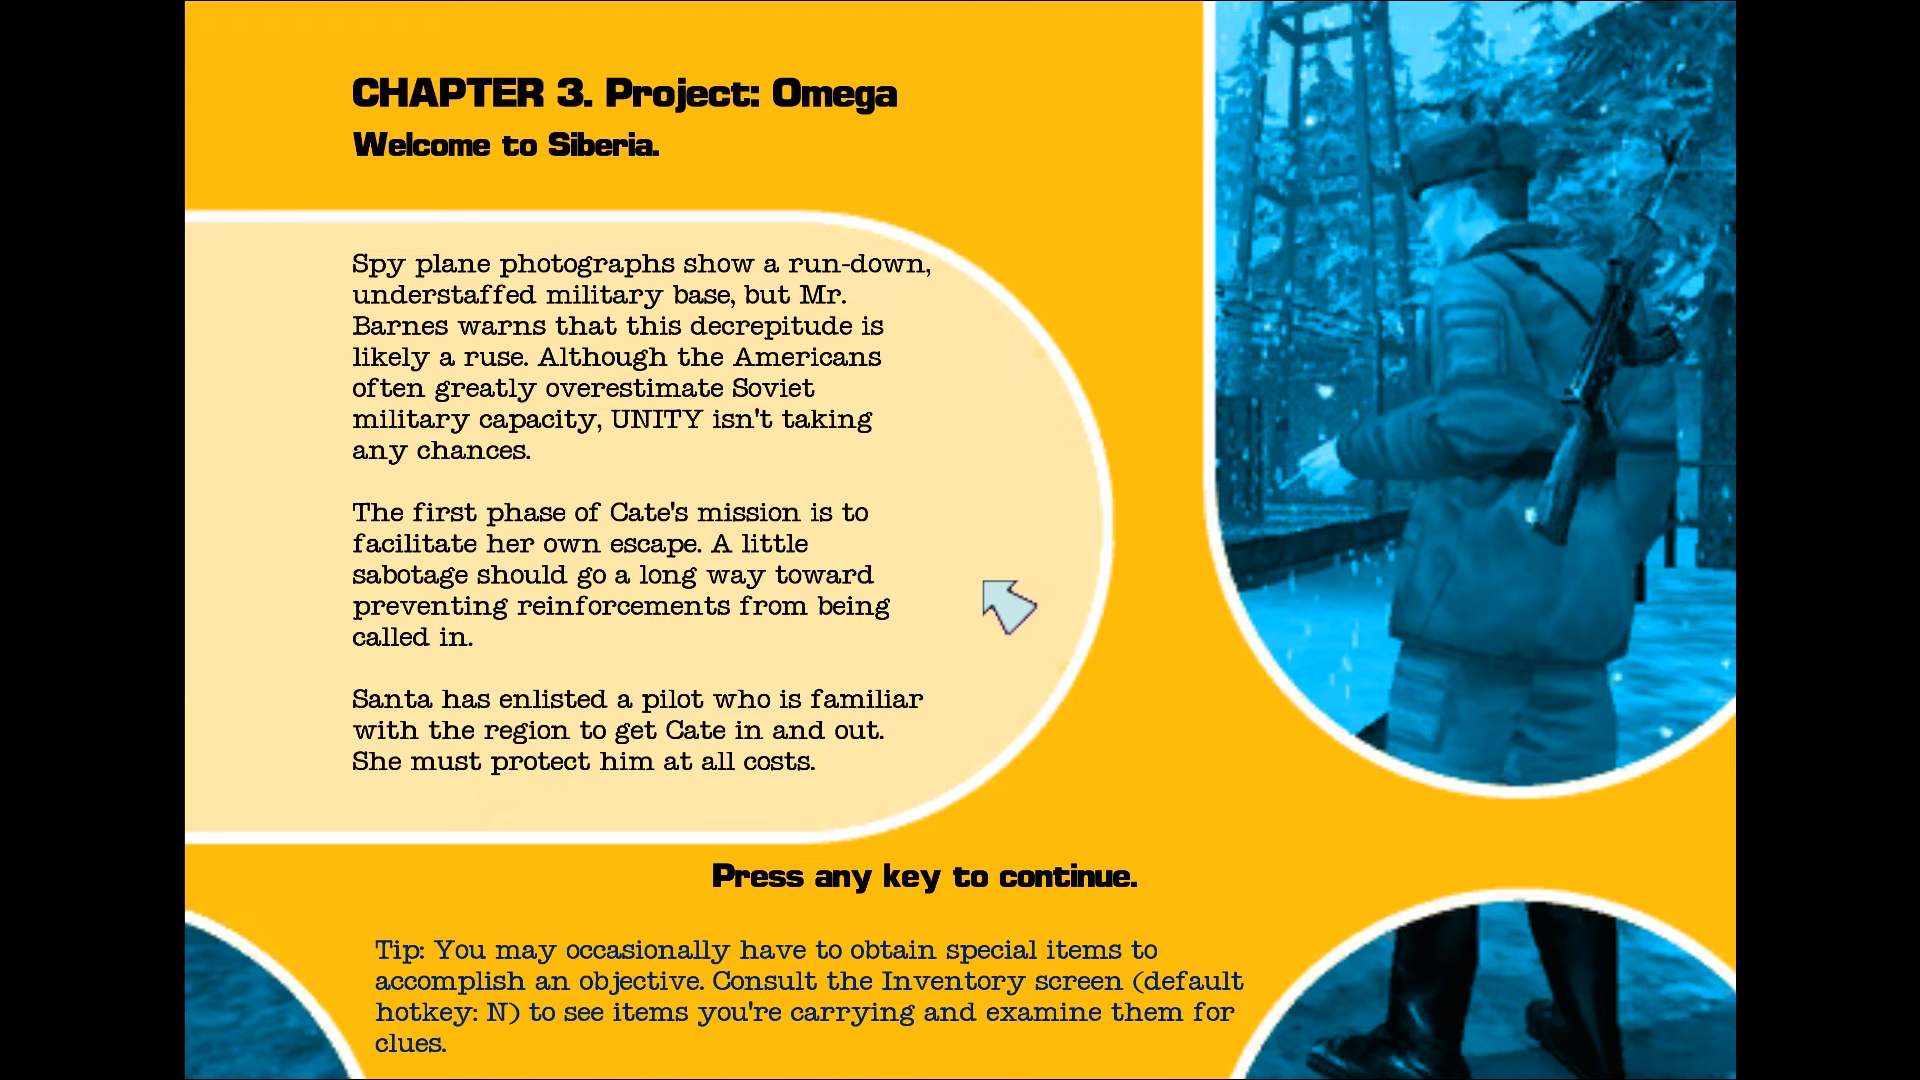 CHAPTER 3. Project: Omega
Welcome to Siberia.
Spy plane photographs show a run-down,
understaffed military base, but Mr.
Barnes warns that this decrepitude is
likely a ruse. Although the Americans
often greatly overestimate Soviet
military capacity, UNITY isn't taking
any chances.
The first phase of Cate's mission is to
facilitate her own escape. A little
sabotage should go a long way toward
preventing reinforcements from being
called in.
Santa has enlisted a pilot who is familiar
with the region to get Cate in and out.
She must protect him at all costs.
Press any key to continue.
Tip: You may occasionally have to obtain special items to
accomplish an objective. Consult the Inventory screen (default
hotkey: N) to see items you're carrying and examine them for
clues.